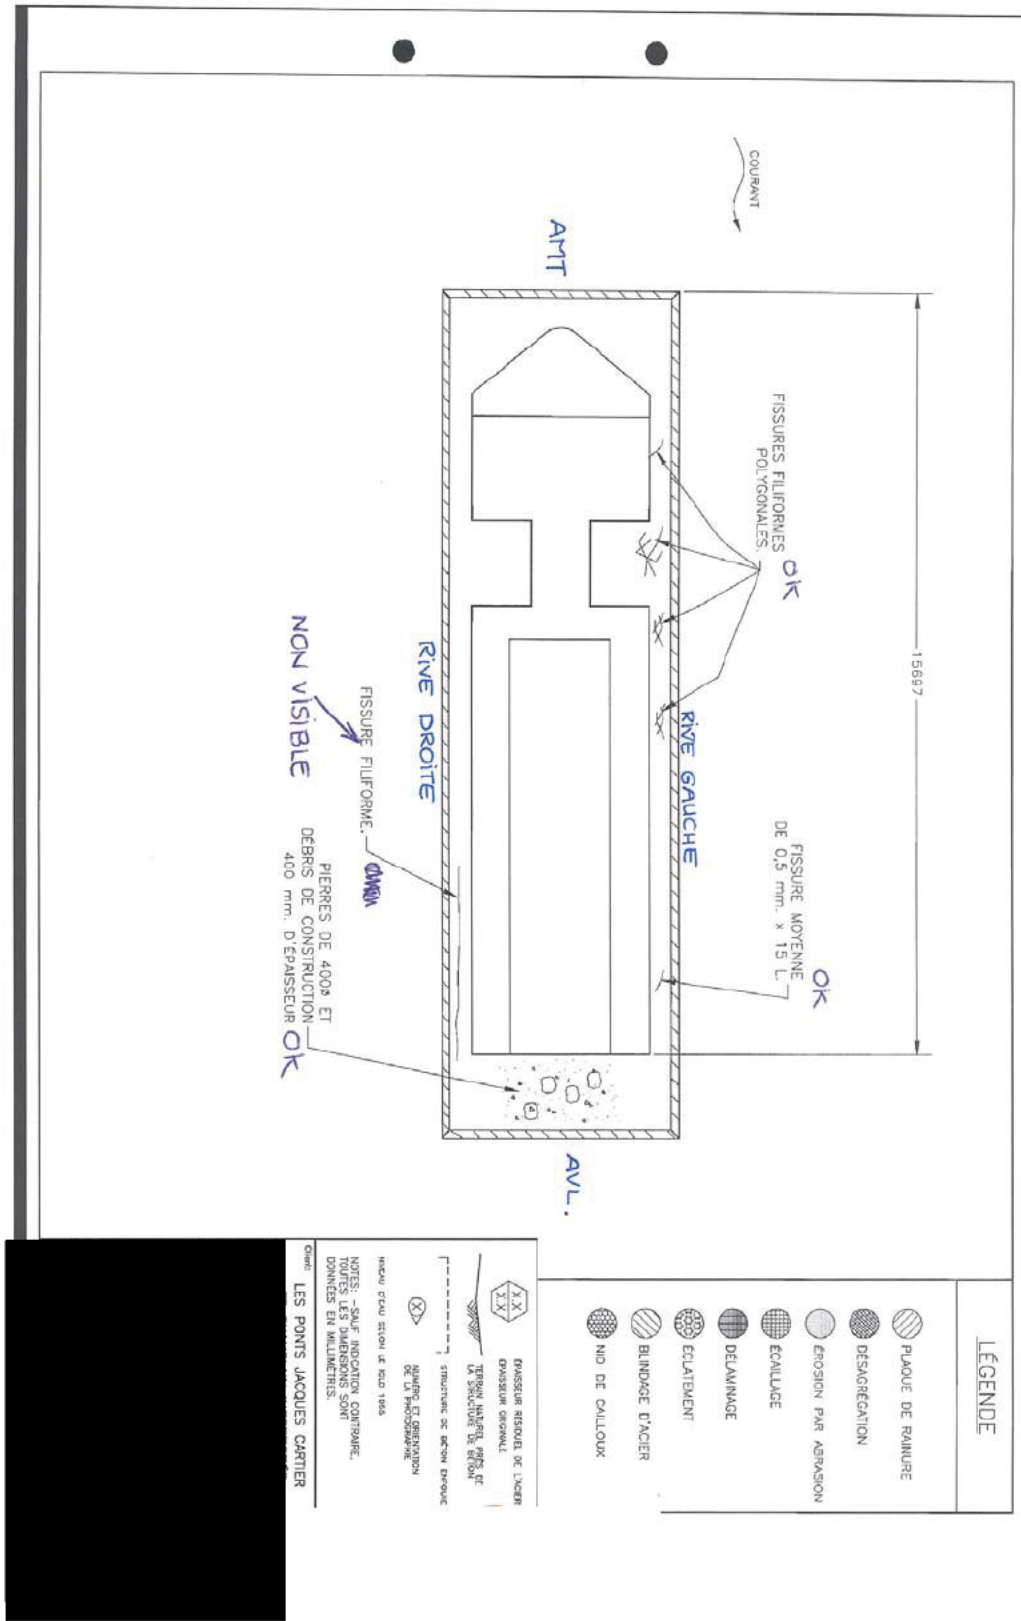 COURANT
AMT
15697
FISSURES FILIFORMES
POLYGONALES.
OK
RIVE GAUCHE
FISSURE MOYENNE
DE 0,5 mm. x 15 L.
OK
RIVE DROITE
FISSURE FILIFORME.
NON VISIBLE
PIERRES DE 400ø ET
DÉBRIS DE CONSTRUCTION
400 mm. D'ÉPAISSEUR
OK
AVL.
LÉGENDE
PLAQUE DE RAINURE
DÉSAGRÉGATION
ÉROSION PAR ABRASION
ÉCAILLAGE
DÉLAMINAGE
ÉCLATEMENT
BLINDAGE D'ACIER
NID DE CAILLOUX
X.X
X.X
ÉPAISSEUR RÉSIDUEL DE L'ACIER
ÉPAISSEUR ORIGINALE
TERRAIN NATUREL PRÈS DE
LA STRUCTURE DE BÉTON
STRUCTURE DE BÉTON ENFOUIE
X
NUMÉRO ET ORIENTATION
DE LA PHOTOGRAPHIE
NIVEAU D'EAU SELON LE
NOTES: -SAUF INDICATION CONTRAIRE,
TOUTES LES DIMENSIONS SONT
DONNÉES EN MILLIMÈTRES.
Client:
LES PONTS JACQUES CARTIER